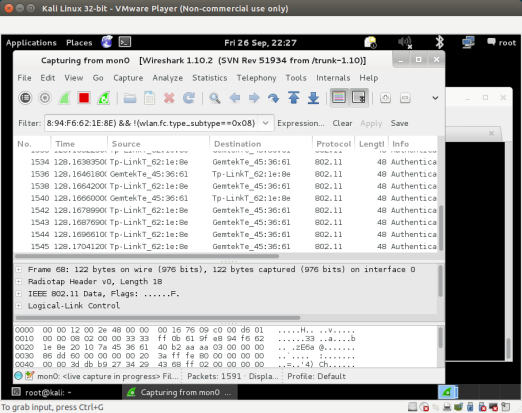 Kali Linux 32-bit - VMware Player (Non-commercial use only)
Applications Places Fri 26 Sep, 22:27 root
Capturing from mon0 [Wireshark 1.10.2 (SVN Rev 51934 from /trunk-1.10)]
File Edit View Go Capture Analyze Statistics Telephony Tools Internals Help
Filter: 8:94:F6:62:1E:8E) && !(wlan.fc.type_subtype==0x08) Expression... Clear Apply Save
No. Time Source Destination Protocol Lengtl Info
1534 128.16383500 Tp-LinkT_62:1e:8e GemtekTe_45:36:61 802.11 48 Authentica
1536 128.16461800 GemtekTe_45:36:61 Tp-LinkT_62:1e:8e 802.11 48 Authentica
1538 128.16642000 Tp-LinkT_62:1e:8e GemtekTe_45:36:61 802.11 48 Authentica
1540 128.16660000 GemtekTe_45:36:61 Tp-LinkT_62:1e:8e 802.11 48 Authentica
1542 128.16789900 Tp-LinkT_62:1e:8e GemtekTe_45:36:61 802.11 48 Authentica
1543 128.16876900 Tp-LinkT_62:1e:8e GemtekTe_45:36:61 802.11 48 Authentica
1544 128.16966100 Tp-LinkT_62:1e:8e GemtekTe_45:36:61 802.11 48 Authentica
1545 128.17041200 Tp-LinkT_62:1e:8e GemtekTe_45:36:61 802.11 48 Authentica
Frame 68: 122 bytes on wire (976 bits), 122 bytes captured (976 bits) on interface 0
Radiotap Header v0, Length 18
IEEE 802.11 Data, Flags: ......F.
Logical-Link Control
0000 00 00 12 00 2e 48 00 00 00 16 76 09 c0 00 d6 01 .....H.. ..v.....
0010 00 00 08 02 00 00 33 33 ff 0b 61 9f e8 94 f6 62 ......33 ..a....b
0020 1e 8e 20 10 7a 45 36 61 40 b2 aa aa 03 00 00 00 .. .zE6a @.......
0030 86 dd 60 00 00 00 00 20 3a ff fe 80 00 00 00 00
0040 00 00 3d db b9 27 34 29 43 68 ff 02 00 00 00 00 ..=..'4) Ch......
mon0: <live capture in progress> Fil... Packets: 1591 · Displa... Profile: Default
root@kali: ~ Capturing from mon0 ...
To grab input, press Ctrl+G